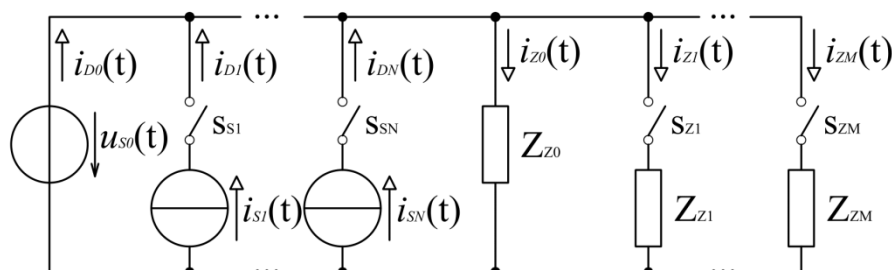 ... ...
i_D0(t) i_D1(t) i_DN(t) i_Z0(t) i_Z1(t) i_ZM(t)
u_S0(t) S_S1 S_SN Z_Z0 S_Z1 S_ZM
i_S1(t) i_SN(t) Z_Z1 Z_ZM
... ...